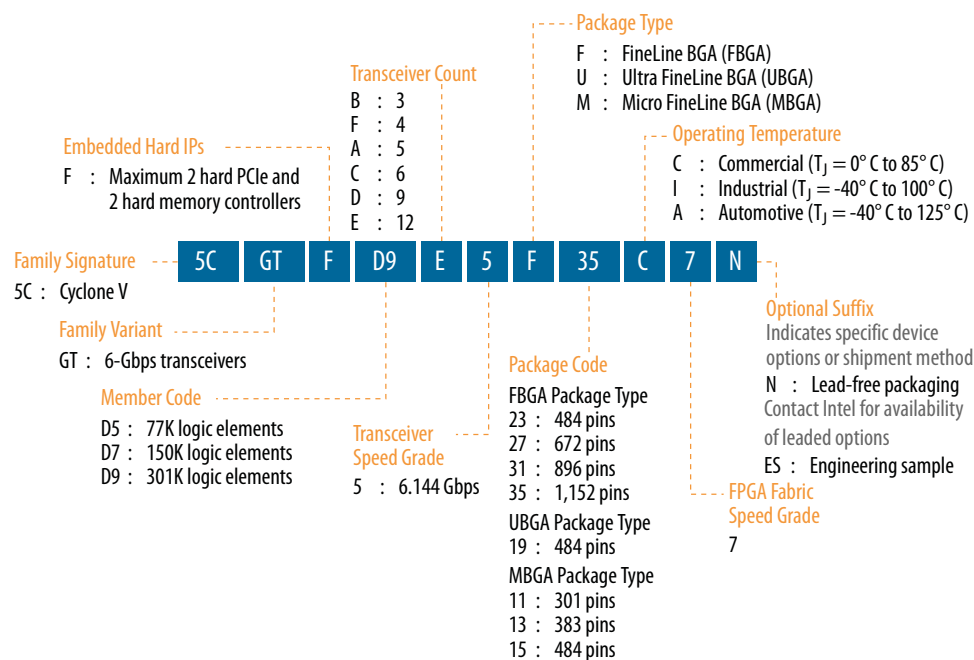 Package Type
F : FineLine BGA (FBGA)
U : Ultra FineLine BGA (UBGA)
M : Micro FineLine BGA (MBGA)
Transceiver Count
B : 3
F : 4
A : 5
C : 6
D : 9
E : 12
Embedded Hard IPs
F : Maximum 2 hard PCIe and
2 hard memory controllers
Operating Temperature
C : Commercial (TJ = 0° C to 85° C)
I : Industrial (TJ = -40° C to 100° C)
A : Automotive (TJ = -40° C to 125° C)
5C GT F D9 E 5 F 35 C 7 N
Family Signature
5C : Cyclone V
Family Variant
GT : 6-Gbps transceivers
Member Code
D5 : 77K logic elements
D7 : 150K logic elements
D9 : 301K logic elements
Transceiver
Speed Grade
5 : 6.144 Gbps
Package Code
FBGA Package Type
23 : 484 pins
27 : 672 pins
31 : 896 pins
35 : 1,152 pins
UBGA Package Type
19 : 484 pins
MBGA Package Type
11 : 301 pins
13 : 383 pins
15 : 484 pins
Optional Suffix
Indicates specific device
options or shipment method
N : Lead-free packaging
Contact Intel for availability
of leaded options
ES : Engineering sample
FPGA Fabric
Speed Grade
7